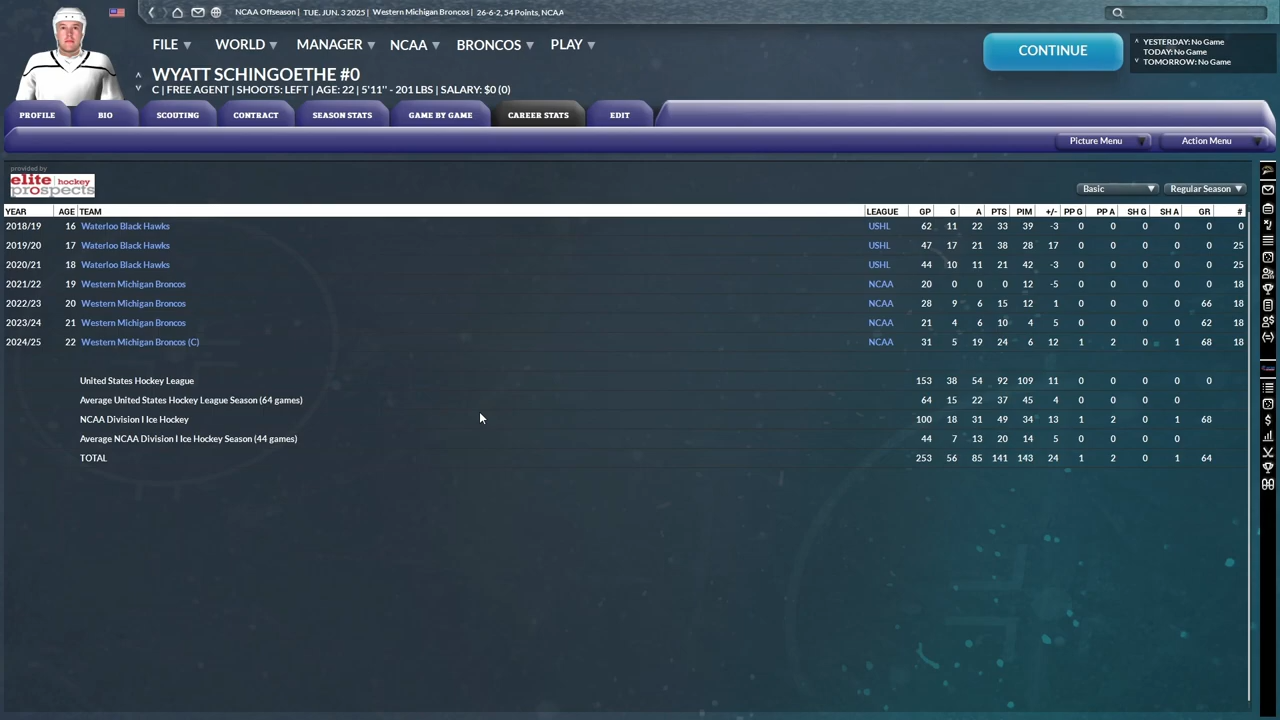 NCAA Offseason | TUE, JUN. 3 2025 | Western Michigan Broncos | 26-6-2, 54 Points, NCAA
FILE WORLD MANAGER NCAA BRONCOS PLAY
CONTINUE
YESTERDAY: No Game
TODAY: No Game
TOMORROW: No Game
WYATT SCHINGOETHE #0
C | FREE AGENT | SHOOTS: LEFT | AGE: 22 | 5'11'' - 201 LBS | SALARY: $0 (0)
PROFILE BIO SCOUTING CONTRACT SEASON STATS GAME BY GAME CAREER STATS EDIT
Picture Menu Action Menu
provided by
elite hockey prospects
Basic Regular Season
YEAR AGE TEAM LEAGUE GP G A PTS PIM +/- PP G PP A SH G SH A GR #
2018/19 16 Waterloo Black Hawks USHL 62 11 22 33 39 -3 0 0 0 0 0 0
2019/20 17 Waterloo Black Hawks USHL 47 17 21 38 28 17 0 0 0 0 0 25
2020/21 18 Waterloo Black Hawks USHL 44 10 11 21 42 -3 0 0 0 0 0 25
2021/22 19 Western Michigan Broncos NCAA 20 0 0 0 12 -5 0 0 0 0 0 18
2022/23 20 Western Michigan Broncos NCAA 28 9 6 15 12 1 0 0 0 0 66 18
2023/24 21 Western Michigan Broncos NCAA 21 4 6 10 4 5 0 0 0 0 62 18
2024/25 22 Western Michigan Broncos (C) NCAA 31 5 19 24 6 12 1 2 0 1 68 18
United States Hockey League 153 38 54 92 109 11 0 0 0 0 0
Average United States Hockey League Season (64 games) 64 15 22 37 45 4 0 0 0 0
NCAA Division I Ice Hockey 100 18 31 49 34 13 1 2 0 1 68
Average NCAA Division I Ice Hockey Season (44 games) 44 7 13 20 14 5 0 0 0 0
TOTAL 253 56 85 141 143 24 1 2 0 1 64